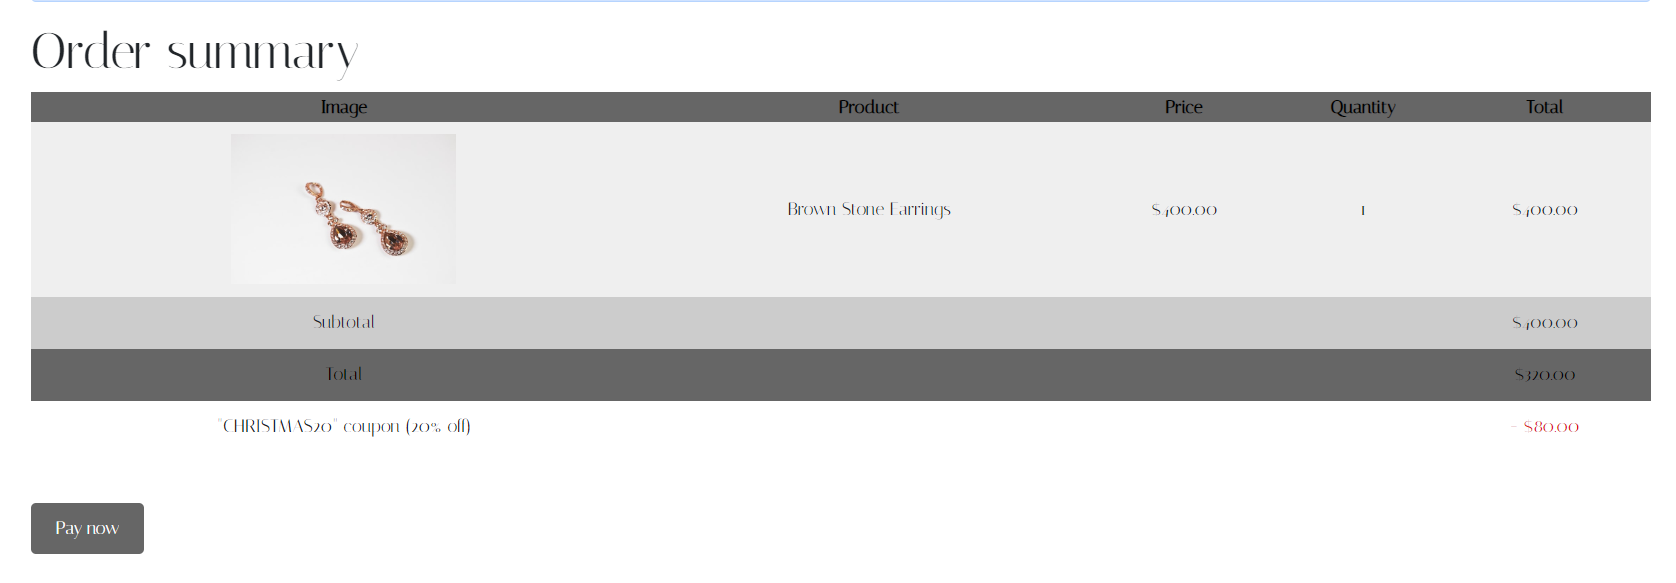 Order summary
Image Product Price Quantity Total
Brown Stone Earrings $400.00 1 $400.00
Subtotal $400.00
Total $320.00
"CHRISTMAS20" coupon (20% off) - $80.00
Pay now